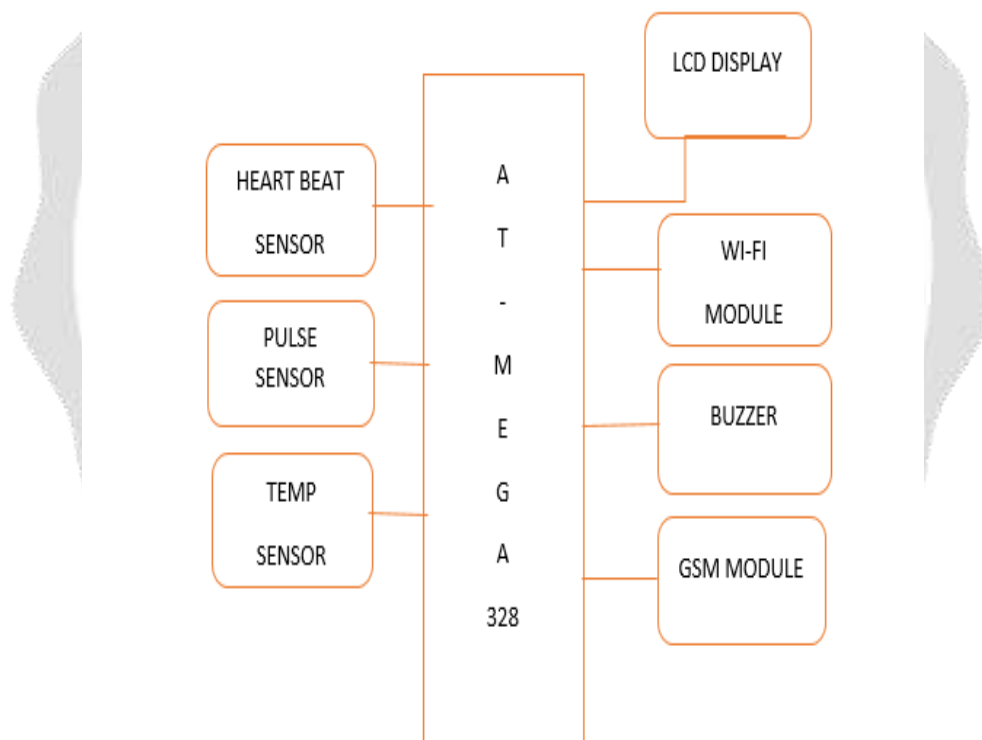 LCD DISPLAY
HEART BEAT
SENSOR
PULSE
SENSOR
TEMP
SENSOR
A
T
-
M
E
G
A
328
WI-FI
MODULE
BUZZER
GSM MODULE